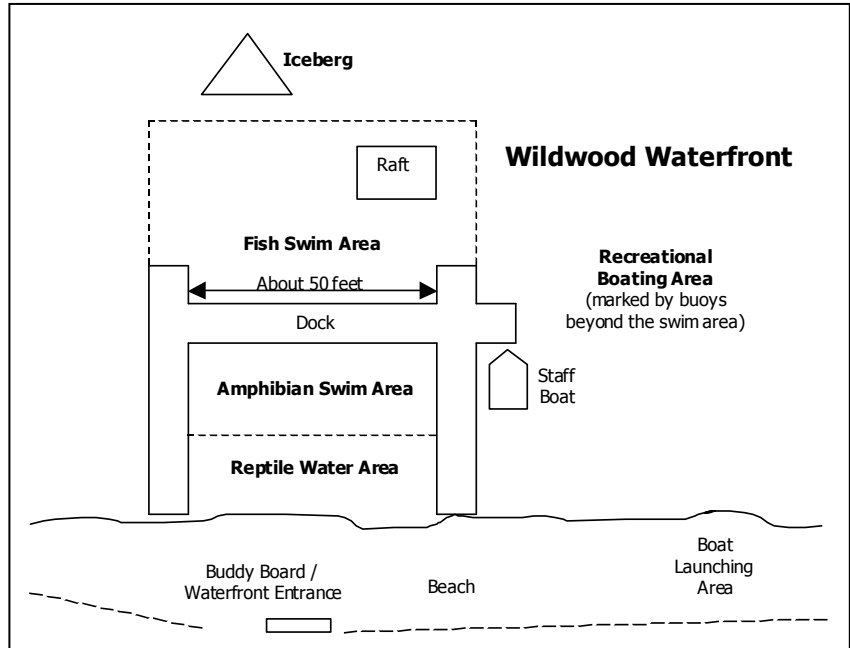 Iceberg
Wildwood Waterfront
Raft
Fish Swim Area
About 50 feet
Recreational
Boating Area
(marked by buoys
beyond the swim area)
Dock
Staff
Boat
Amphibian Swim Area
Reptile Water Area
Buddy Board /
Waterfront Entrance
Beach
Boat
Launching
Area